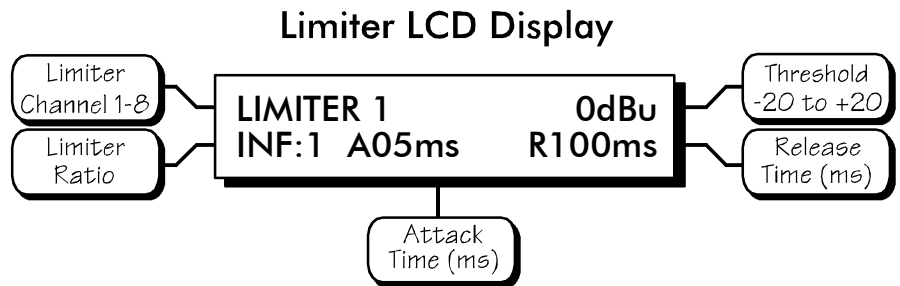 Limiter LCD Display
Limiter
Channel 1-8
Limiter
Ratio
LIMITER 1 0dBu
INF:1 A05ms R100ms
Threshold
-20 to +20
Release
Time (ms)
Attack
Time (ms)